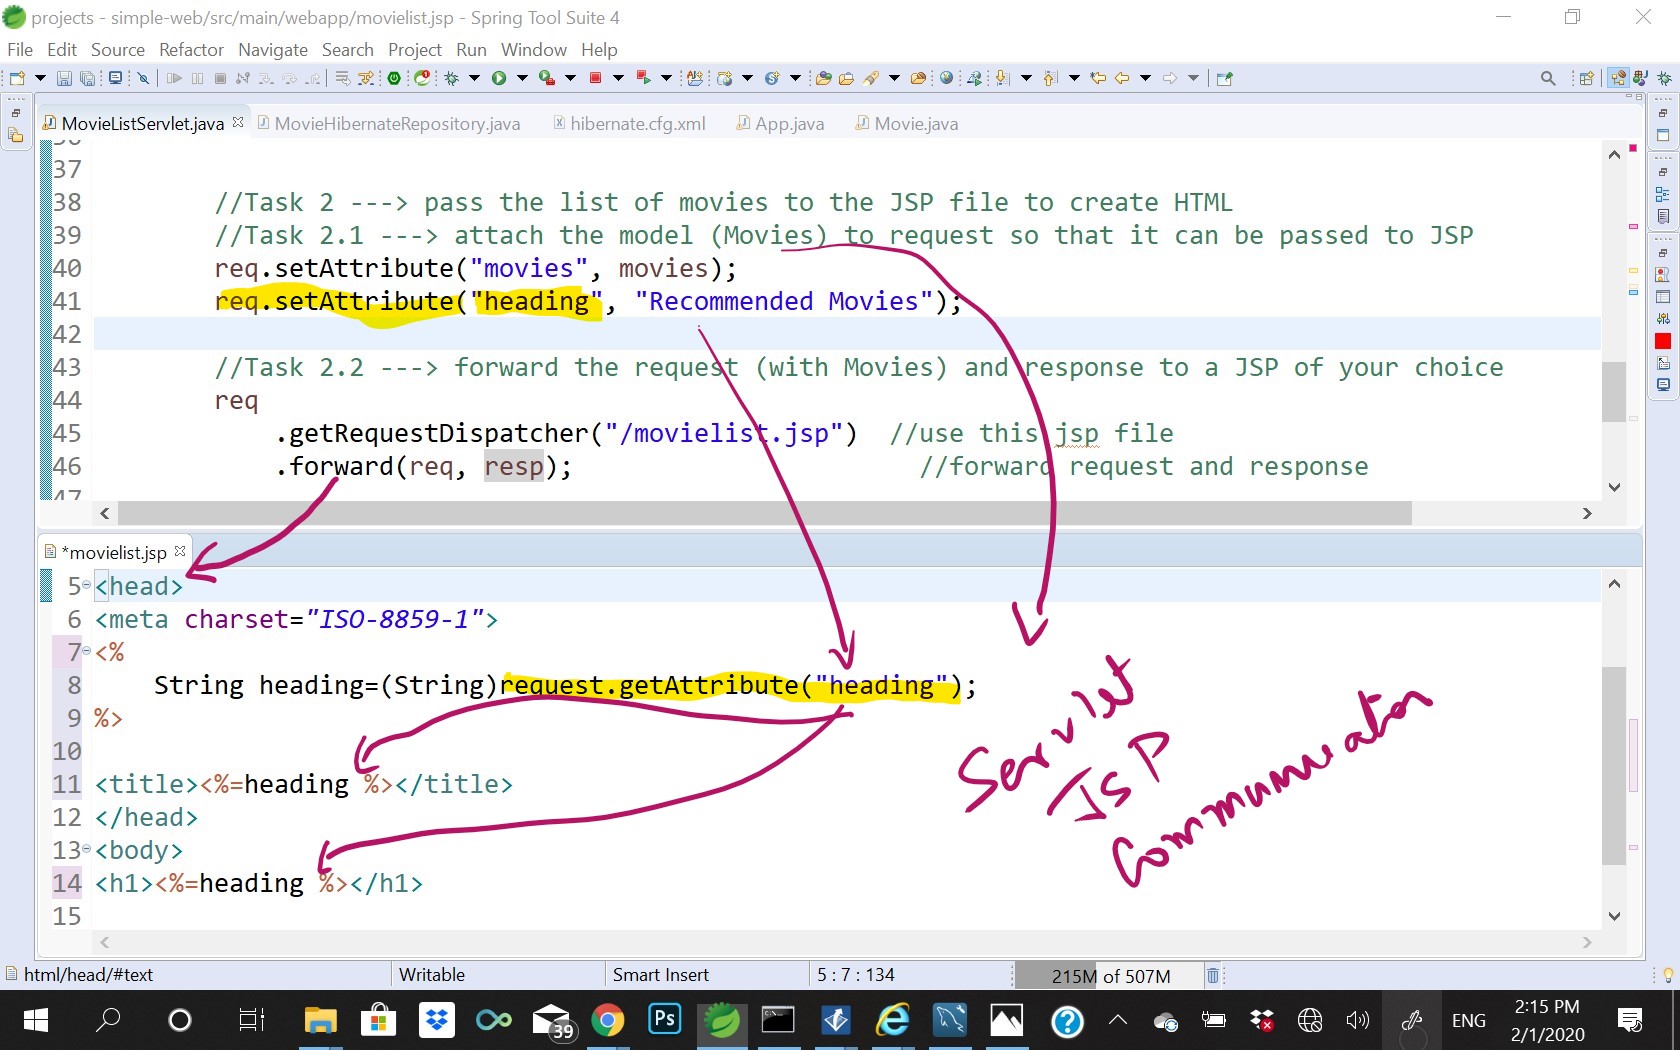 projects - simple-web/src/main/webapp/movielist.jsp - Spring Tool Suite 4
File Edit Source Refactor Navigate Search Project Run Window Help
MovieListServlet.java MovieHibernateRepository.java hibernate.cfg.xml App.java Movie.java
36
37
38 //Task 2 ---> pass the list of movies to the JSP file to create HTML
39 //Task 2.1 ---> attach the model (Movies) to request so that it can be passed to JSP
40 req.setAttribute("movies", movies);
41 req.setAttribute("heading", "Recommended Movies");
42
43 //Task 2.2 ---> forward the request (with Movies) and response to a JSP of your choice
44 req
45 .getRequestDispatcher("/movielist.jsp") //use this jsp file
46 .forward(req, resp); //forward request and response
47
*movielist.jsp
5 <head>
6 <meta charset="ISO-8859-1">
7 <%
8 String heading=(String)request.getAttribute("heading");
9 %>
10
11 <title><%=heading %></title>
12 </head>
13 <body>
14 <h1><%=heading %></h1>
15
Servlet
JSP
Communication
html/head/#text Writable Smart Insert 5 : 7 : 134 215M of 507M
39 Ps ENG 2:15 PM
2/1/2020